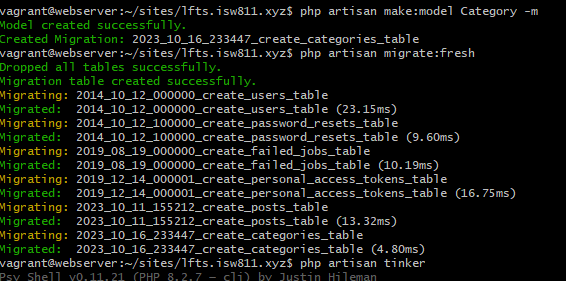 vagrant@webserver:~/sites/lfts.isw811.xyz$ php artisan make:model Category -m
Model created successfully.
Created Migration: 2023_10_16_233447_create_categories_table
vagrant@webserver:~/sites/lfts.isw811.xyz$ php artisan migrate:fresh
Dropped all tables successfully.
Migration table created successfully.
Migrating: 2014_10_12_000000_create_users_table
Migrated:  2014_10_12_000000_create_users_table (23.15ms)
Migrating: 2014_10_12_100000_create_password_resets_table
Migrated:  2014_10_12_100000_create_password_resets_table (9.60ms)
Migrating: 2019_08_19_000000_create_failed_jobs_table
Migrated:  2019_08_19_000000_create_failed_jobs_table (10.19ms)
Migrating: 2019_12_14_000001_create_personal_access_tokens_table
Migrated:  2019_12_14_000001_create_personal_access_tokens_table (16.75ms)
Migrating: 2023_10_11_155212_create_posts_table
Migrated:  2023_10_11_155212_create_posts_table (13.32ms)
Migrating: 2023_10_16_233447_create_categories_table
Migrated:  2023_10_16_233447_create_categories_table (4.80ms)
vagrant@webserver:~/sites/lfts.isw811.xyz$ php artisan tinker
Psy Shell v0.11.21 (PHP 8.2.7 — cli) by Justin Hileman